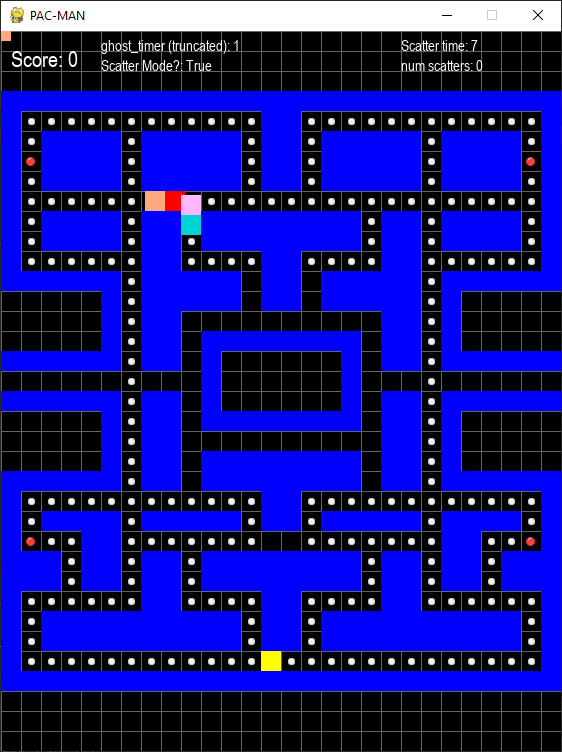 PAC-MAN
ghost_timer (truncated): 1
Scatter time: 7
Score: 0
Scatter Mode?: True
num scatters: 0